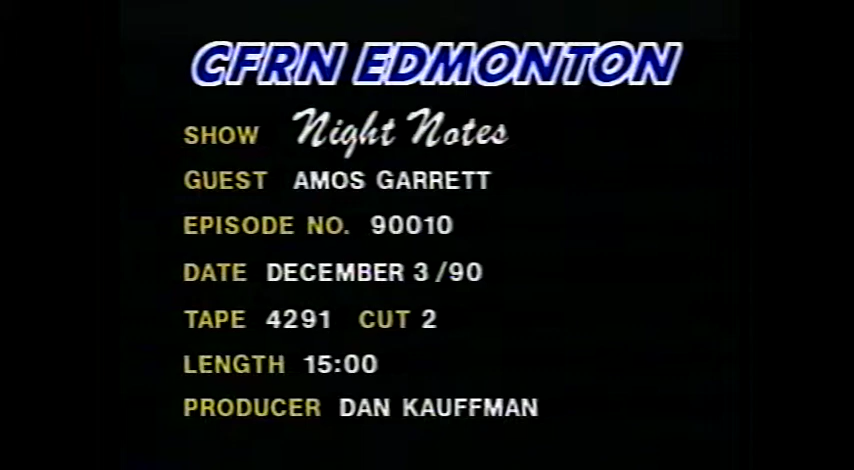 CFRN EDMONTON
SHOW Night Notes
GUEST AMOS GARRETT
EPISODE NO. 90010
DATE DECEMBER 3/90
TAPE 4291 CUT 2
LENGTH 15:00
PRODUCER DAN KAUFFMAN